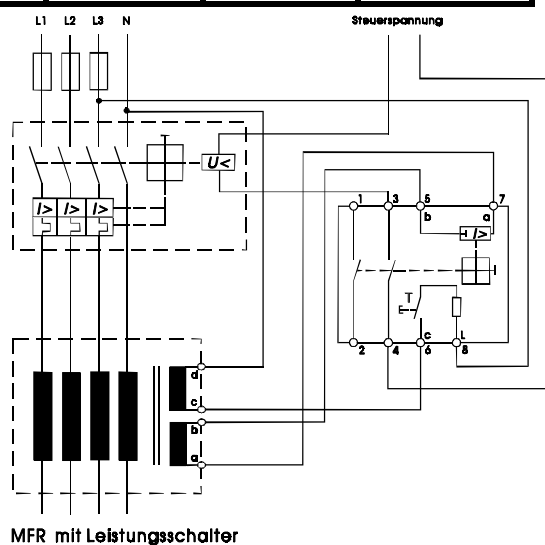 L1 L2 L3 N Steuerspannung
U<
1 3 5 7
b a
I> I> I>
I>
T
c L
2 4 6 8
d
c
b
a
MFR mit Leistungsschalter